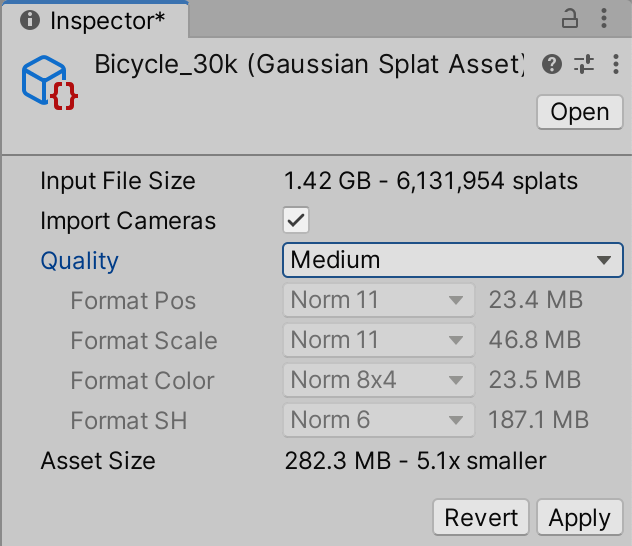 Inspector*
Bicycle_30k (Gaussian Splat Asset)
Open
Input File Size 1.42 GB - 6,131,954 splats
Import Cameras
Quality Medium
Format Pos Norm 11 23.4 MB
Format Scale Norm 11 46.8 MB
Format Color Norm 8x4 23.5 MB
Format SH Norm 6 187.1 MB
Asset Size 282.3 MB - 5.1x smaller
Revert Apply